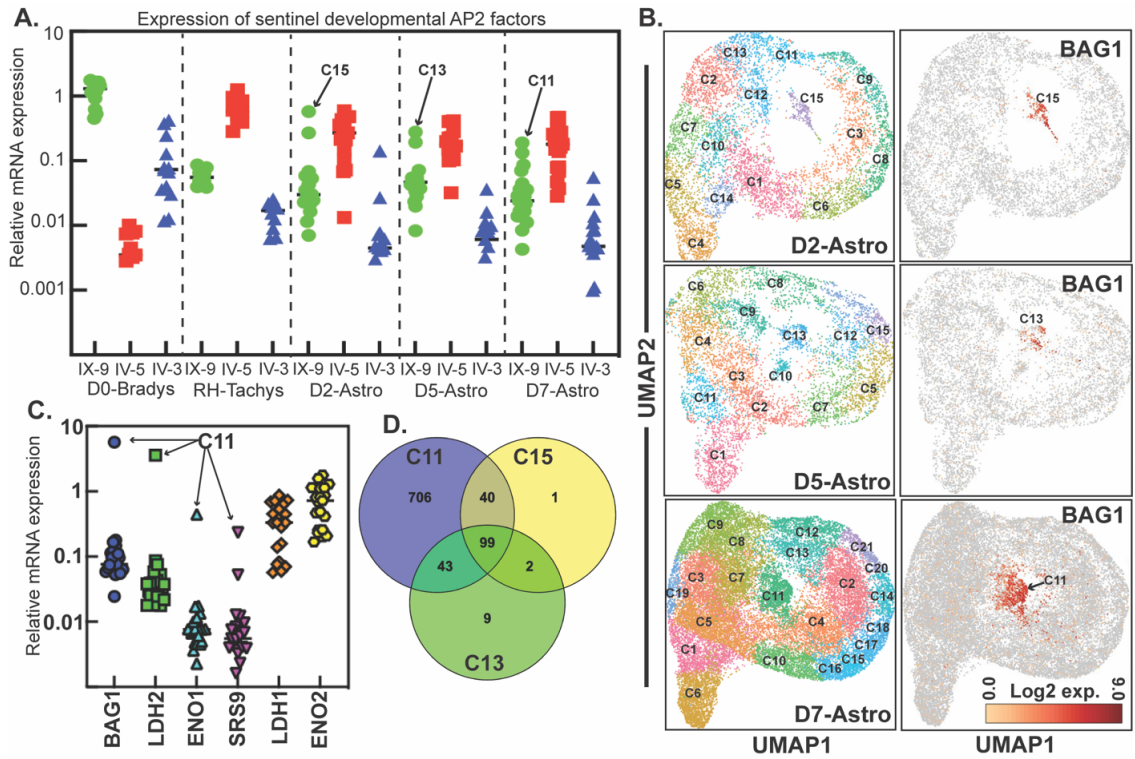 A.
Expression of sentinel developmental AP2 factors
Relative mRNA expression
10
1
0.1
0.01
0.001
C15
C13
C11
IX-9 IV-5 IV-3 IX-9 IV-5 IV-3 IX-9 IV-5 IV-3 IX-9 IV-5 IV-3 IX-9 IV-5 IV-3
D0-Bradys RH-Tachys D2-Astro D5-Astro D7-Astro
B.
UMAP2
C13 C11
C2 C9
C12 C15
C7 C3
C10 C8
C1
C5 C14 C6
C4
D2-Astro
BAG1
C15
C6 C8
C9 C13 C12 C15
C4
C3 C10 C5
C11 C2 C7
C1
D5-Astro
BAG1
C13
C9 C12
C8 C13 C21
C20
C3 C7 C2
C19 C11 C14
C5 C4 C18
C17
C1 C10 C15
C16
C6
D7-Astro
BAG1
C11
0.0 Log2 exp. 9.0
UMAP1 UMAP1
C.
Relative mRNA expression
10
1
0.1
0.01
C11
BAG1
LDH2
ENO1
SRS9
LDH1
ENO2
D.
C11 C15
706 40 1
99
43 2
9
C13